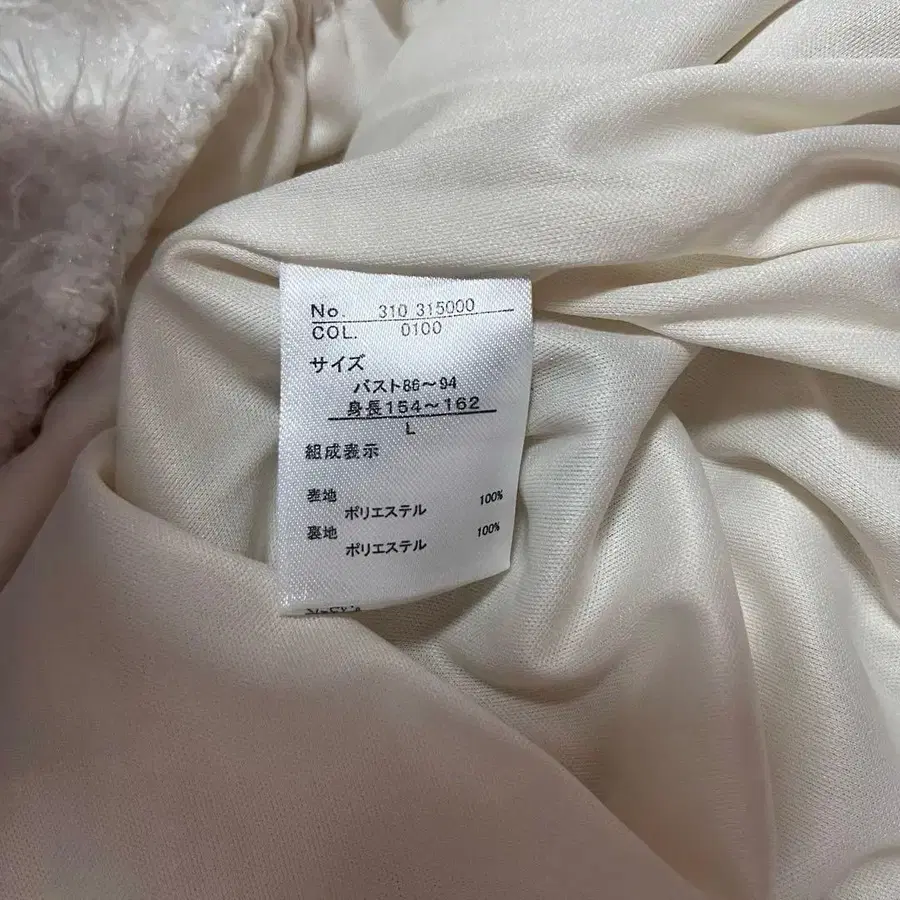 No. 310 315000
COL. 0100
サイズ
バスト86～94
身長154～162
L
組成表示
表地
ポリエステル 100%
裏地
ポリエステル 100%